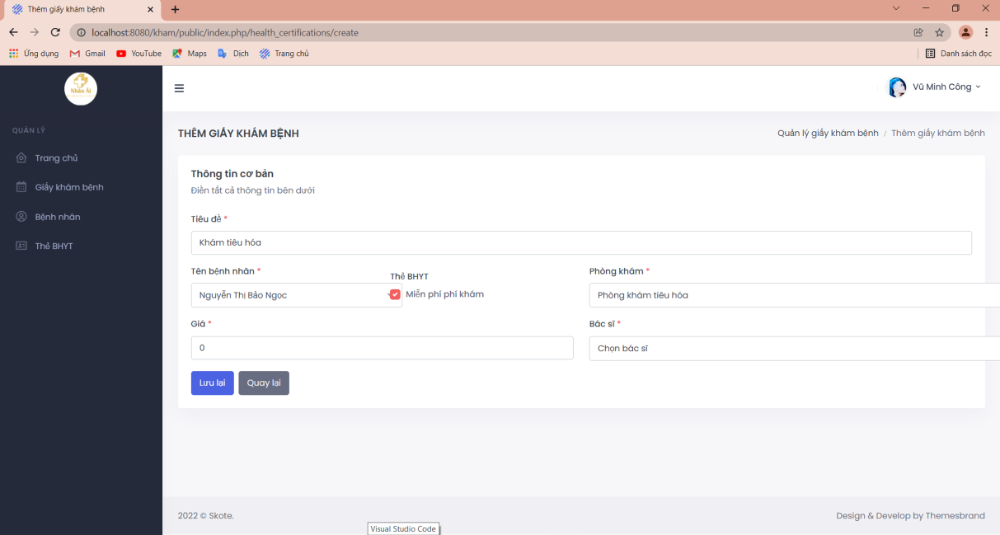 Thêm giấy khám bệnh
localhost:8080/kham/public/index.php/health_certifications/create
Ứng dụng Gmail YouTube Maps Dịch Trang chủ Danh sách đọc
Nhân Ái
Vũ Minh Công
QUẢN LÝ
THÊM GIẤY KHÁM BỆNH
Quản lý giấy khám bệnh / Thêm giấy khám bệnh
Trang chủ
Giấy khám bệnh
Bệnh nhân
Thẻ BHYT
Thông tin cơ bản
Điền tất cả thông tin bên dưới
Tiêu đề *
Khám tiêu hóa
Tên bệnh nhân * Thẻ BHYT Phòng khám *
Nguyễn Thị Bảo Ngọc Miễn phí phí khám Phòng khám tiêu hóa
Giá * Bác sĩ *
0 Chọn bác sĩ
Lưu lại Quay lại
2022 © Skote. Design & Develop by Themesbrand
Visual Studio Code